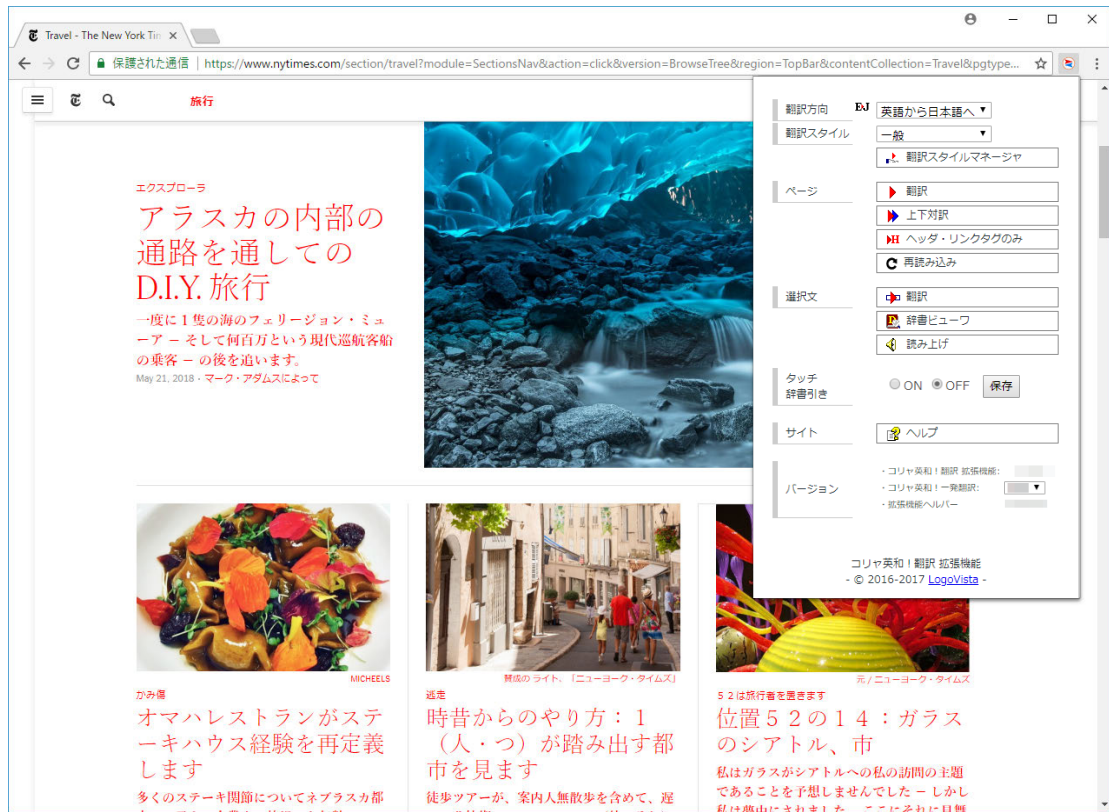 Travel - The New York Tim
保護された通信 | https://www.nytimes.com/section/travel?module=SectionsNav&action=click&version=BrowseTree&region=TopBar&contentCollection=Travel&pgtype...
旅行
エクスプローラ
アラスカの内部の
通路を通しての
D.I.Y. 旅行
一度に１隻の海のフェリージョン・ミュ
ーア － そして何百万という現代巡航客船
の乗客 － の後を追います。
May 21, 2018 - マーク・アダムスによって
翻訳方向 英語から日本語へ
翻訳スタイル 一般
翻訳スタイルマネージャ
ページ 翻訳
上下対訳
ヘッダ・リンクタグのみ
再読み込み
選択文 翻訳
辞書ビューワ
読み上げ
タッチ
辞書引き ON OFF 保存
サイト ヘルプ
バージョン
・コリャ英和！翻訳 拡張機能:
・コリャ英和！一発翻訳:
・拡張機能ヘルパー
コリャ英和！翻訳 拡張機能
- © 2016-2017 LogoVista -
MICHEELS
かみ傷
オマハレストランがステ
ーキハウス経験を再定義
します
多くのステーキ関節についてネブラスカ都
賛成の ライト、「ニューヨーク・タイムズ」
逃走
時昔からのやり方：１
（人・つ）が踏み出す都
市を見ます
徒歩ツアーが、案内人無散歩を含めて、遅
元 / ニューヨーク・タイムズ
５２は旅行者を置きます
位置５２の１４：ガラス
のシアトル、市
私はガラスがシアトルへの私の訪問の主題
であることを予想しませんでした － しかし